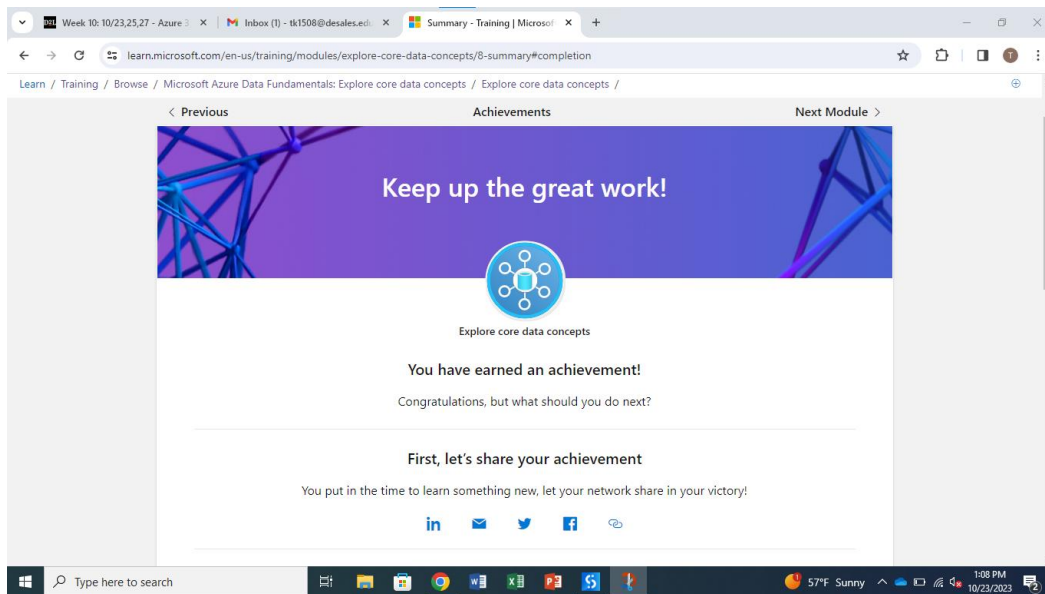 Week 10: 10/23,25,27 - Azure 3
Inbox (1) - tk1508@desales.edu
Summary - Training | Microsof
learn.microsoft.com/en-us/training/modules/explore-core-data-concepts/8-summary#completion
T
Learn / Training / Browse / Microsoft Azure Data Fundamentals: Explore core data concepts / Explore core data concepts /
< Previous Achievements Next Module >
Keep up the great work!
Explore core data concepts
You have earned an achievement!
Congratulations, but what should you do next?
First, let's share your achievement
You put in the time to learn something new, let your network share in your victory!
in
Type here to search
57°F Sunny
1:08 PM
10/23/2023
2